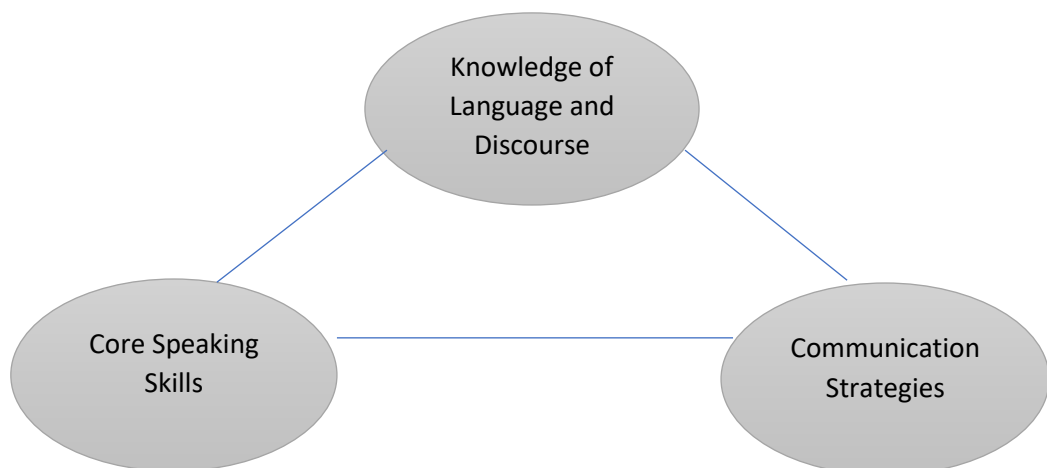 Knowledge of
Language and
Discourse
Core Speaking
Skills
Communication
Strategies